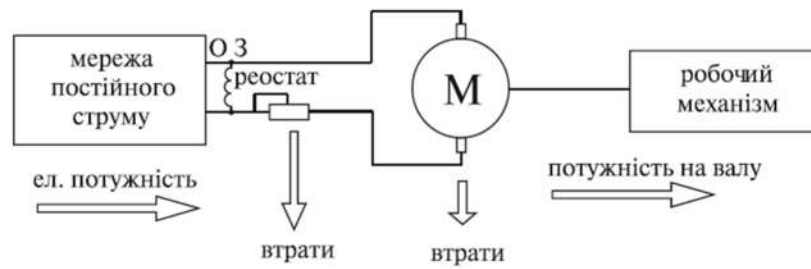 мережа
постійного
струму
О З
реостат
М
робочий
механізм
ел. потужність
втрати
втрати
потужність на валу